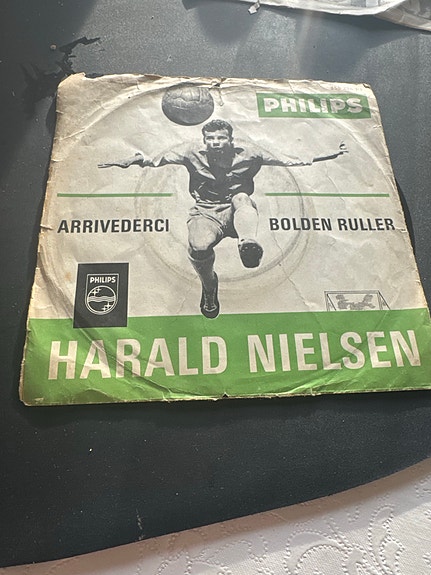 PHILIPS
ARRIVEDERCI
BOLDEN RULLER
PHILIPS
HARALD NIELSEN